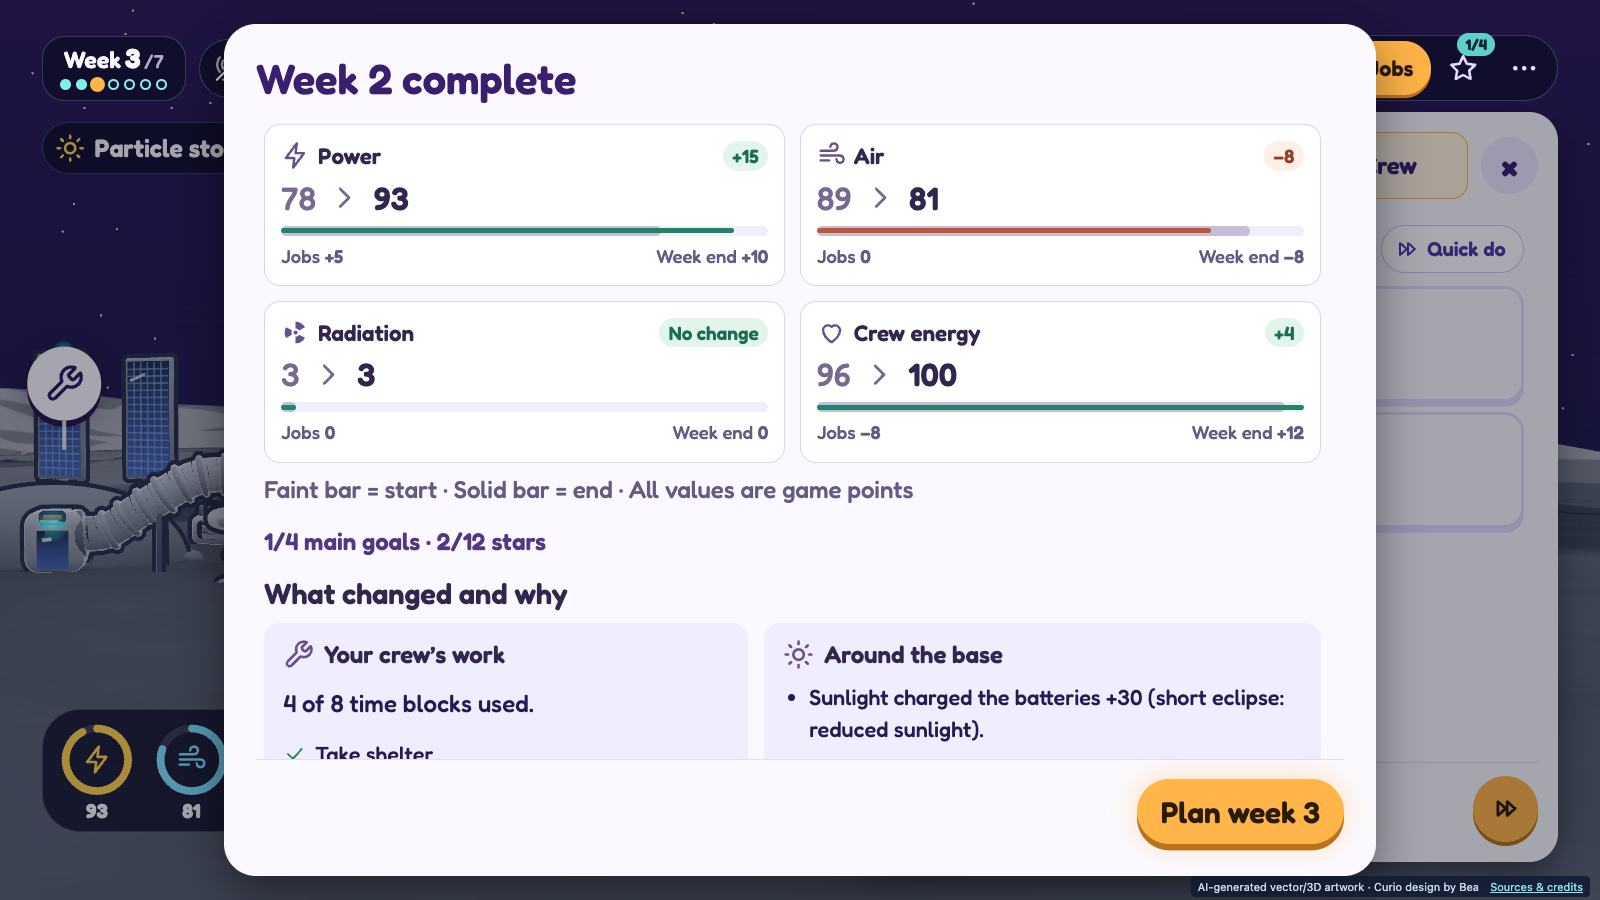 Week 3 /7
Jobs
1/4
Particle sto
Crew
Quick do
Week 2 complete
Power
+15
78 > 93
Jobs +5
Week end +10
Air
–8
89 > 81
Jobs 0
Week end –8
Radiation
No change
3 > 3
Jobs 0
Week end 0
Crew energy
+4
96 > 100
Jobs –8
Week end +12
Faint bar = start · Solid bar = end · All values are game points
1/4 main goals · 2/12 stars
What changed and why
Your crew’s work
4 of 8 time blocks used.
Take shelter
Around the base
• Sunlight charged the batteries +30 (short eclipse:
reduced sunlight).
93
81
Plan week 3
AI-generated vector/3D artwork · Curio design by Bea Sources & credits